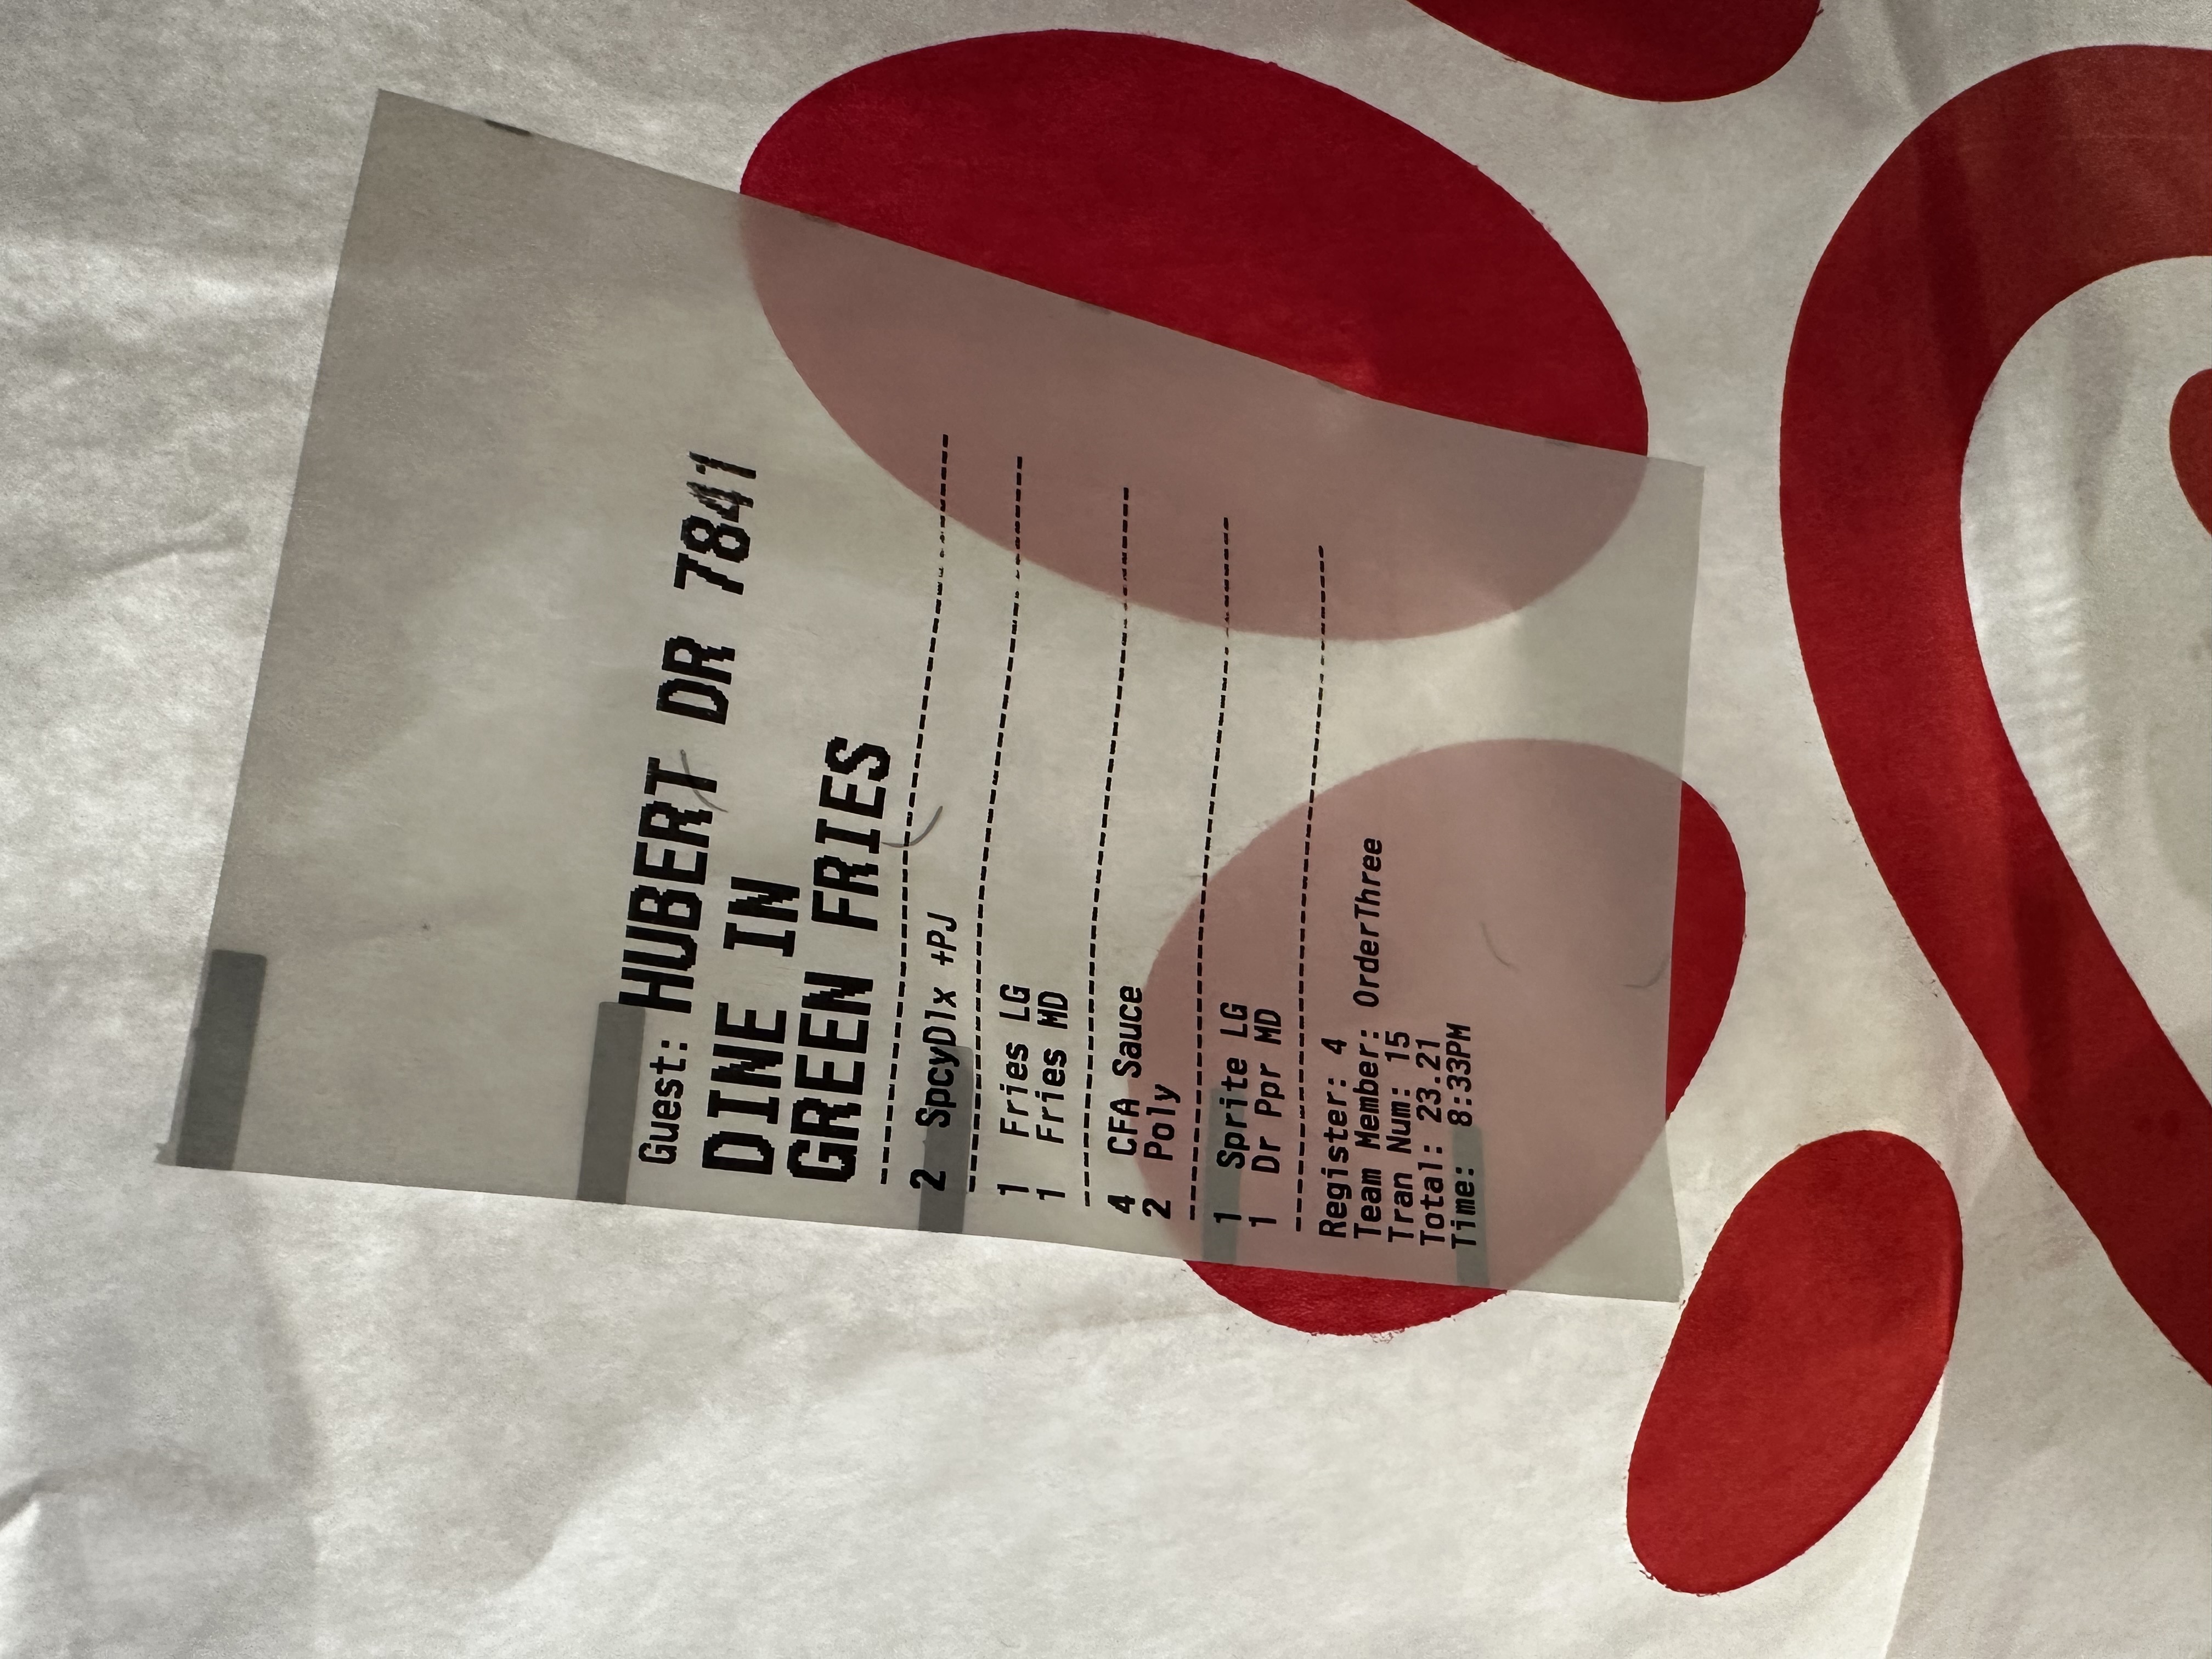 Guest: HUBERT DR 7841
DINE IN
GREEN FRIES
2 SpcyDlx +PJ
1 Fries LG
1 Fries MD
4 CFA Sauce
2 Poly
1 Sprite LG
1 Dr Ppr MD
Register: 4
Team Member: OrderThree
Tran Num: 15
Total: 23.21
Time: 8:33PM